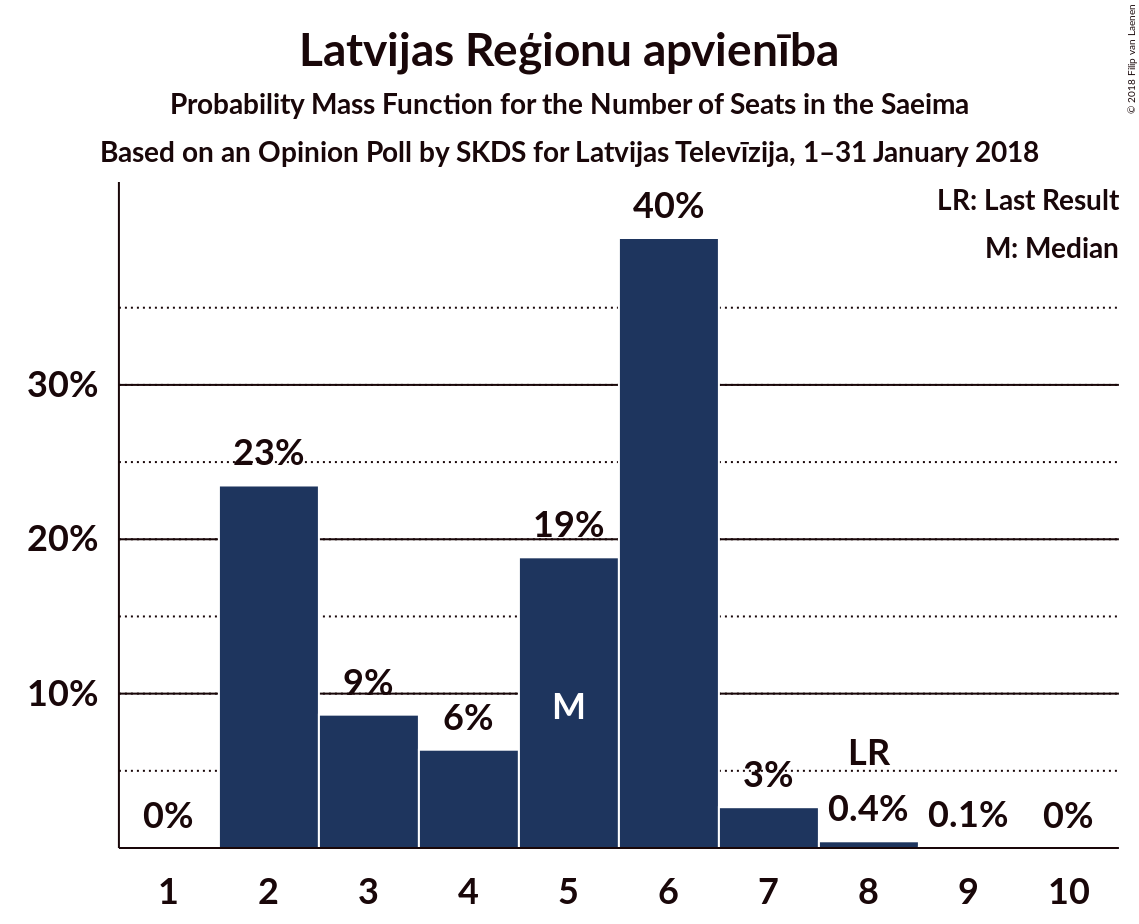 Latvijas Reģionu apvienība
Probability Mass Function for the Number of Seats in the Saeima
Based on an Opinion Poll by SKDS for Latvijas Televīzija, 1–31 January 2018
© 2018 Filip van Laenen
LR: Last Result
M: Median
40%
30%
23%
20%
19%
10%
9%
6%
M
LR
3%
0%
0.4%
0.1%
0%
1
2
3
4
5
6
7
8
9
10